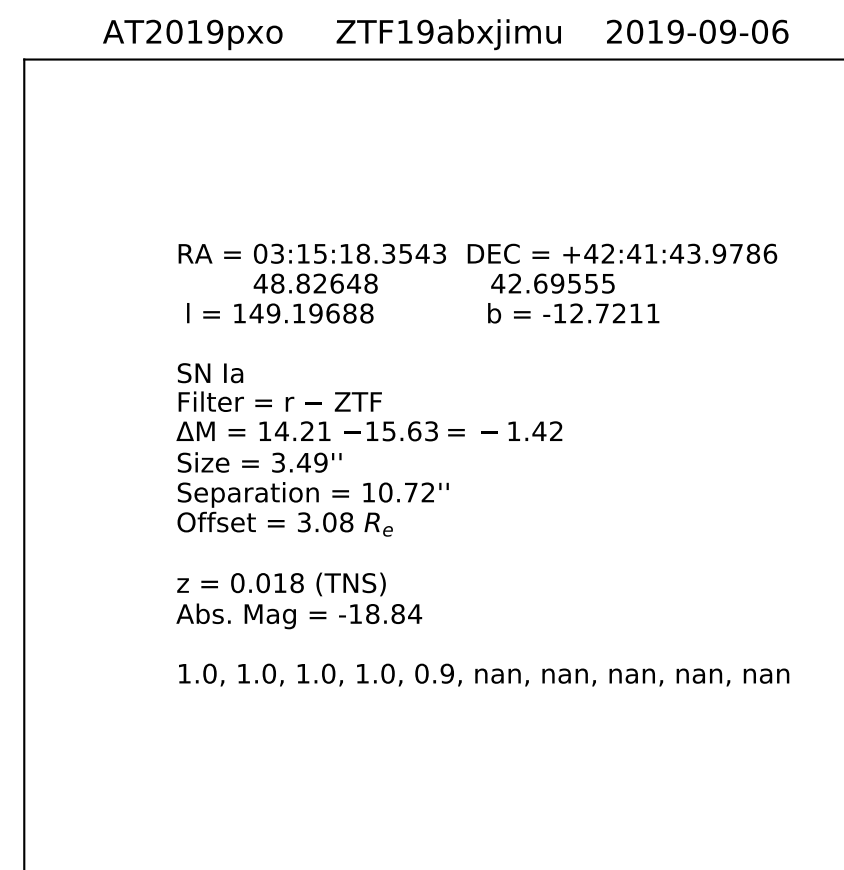 AT2019pxo ZTF19abxjimu 2019-09-06
RA = 03:15:18.3543 DEC = +42:41:43.9786
48.82648 42.69555
l = 149.19688 b = -12.7211
SN Ia
Filter = r − ZTF
ΔM = 14.21 −15.63 = − 1.42
Size = 3.49''
Separation = 10.72''
Offset = 3.08 Rₑ
z = 0.018 (TNS)
Abs. Mag = -18.84
1.0, 1.0, 1.0, 1.0, 0.9, nan, nan, nan, nan, nan